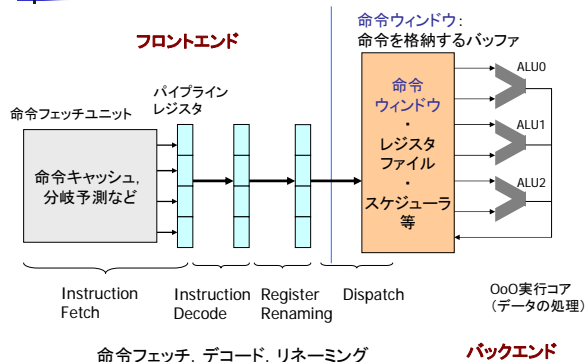 命令ウィンドウ:
命令を格納するバッファ
フロントエンド
パイプライン
レジスタ
命令フェッチユニット
命令キャッシュ,
分岐予測など
命令
ウィンドウ
・
レジスタ
ファイル
・
スケジューラ
等
ALU0
ALU1
ALU2
Instruction
Fetch
Instruction
Decode
Register
Renaming
Dispatch
OoO実行コア
(データの処理)
命令フェッチ, デコード, リネーミング
バックエンド